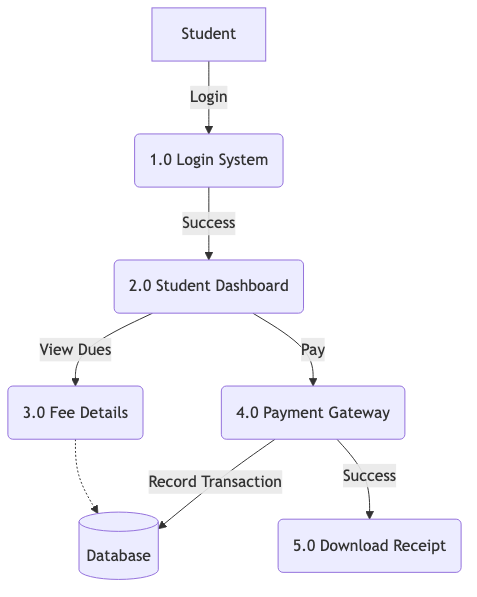 Student
Login
1.0 Login System
Success
2.0 Student Dashboard
View Dues
Pay
3.0 Fee Details
4.0 Payment Gateway
Record Transaction
Success
Database
5.0 Download Receipt